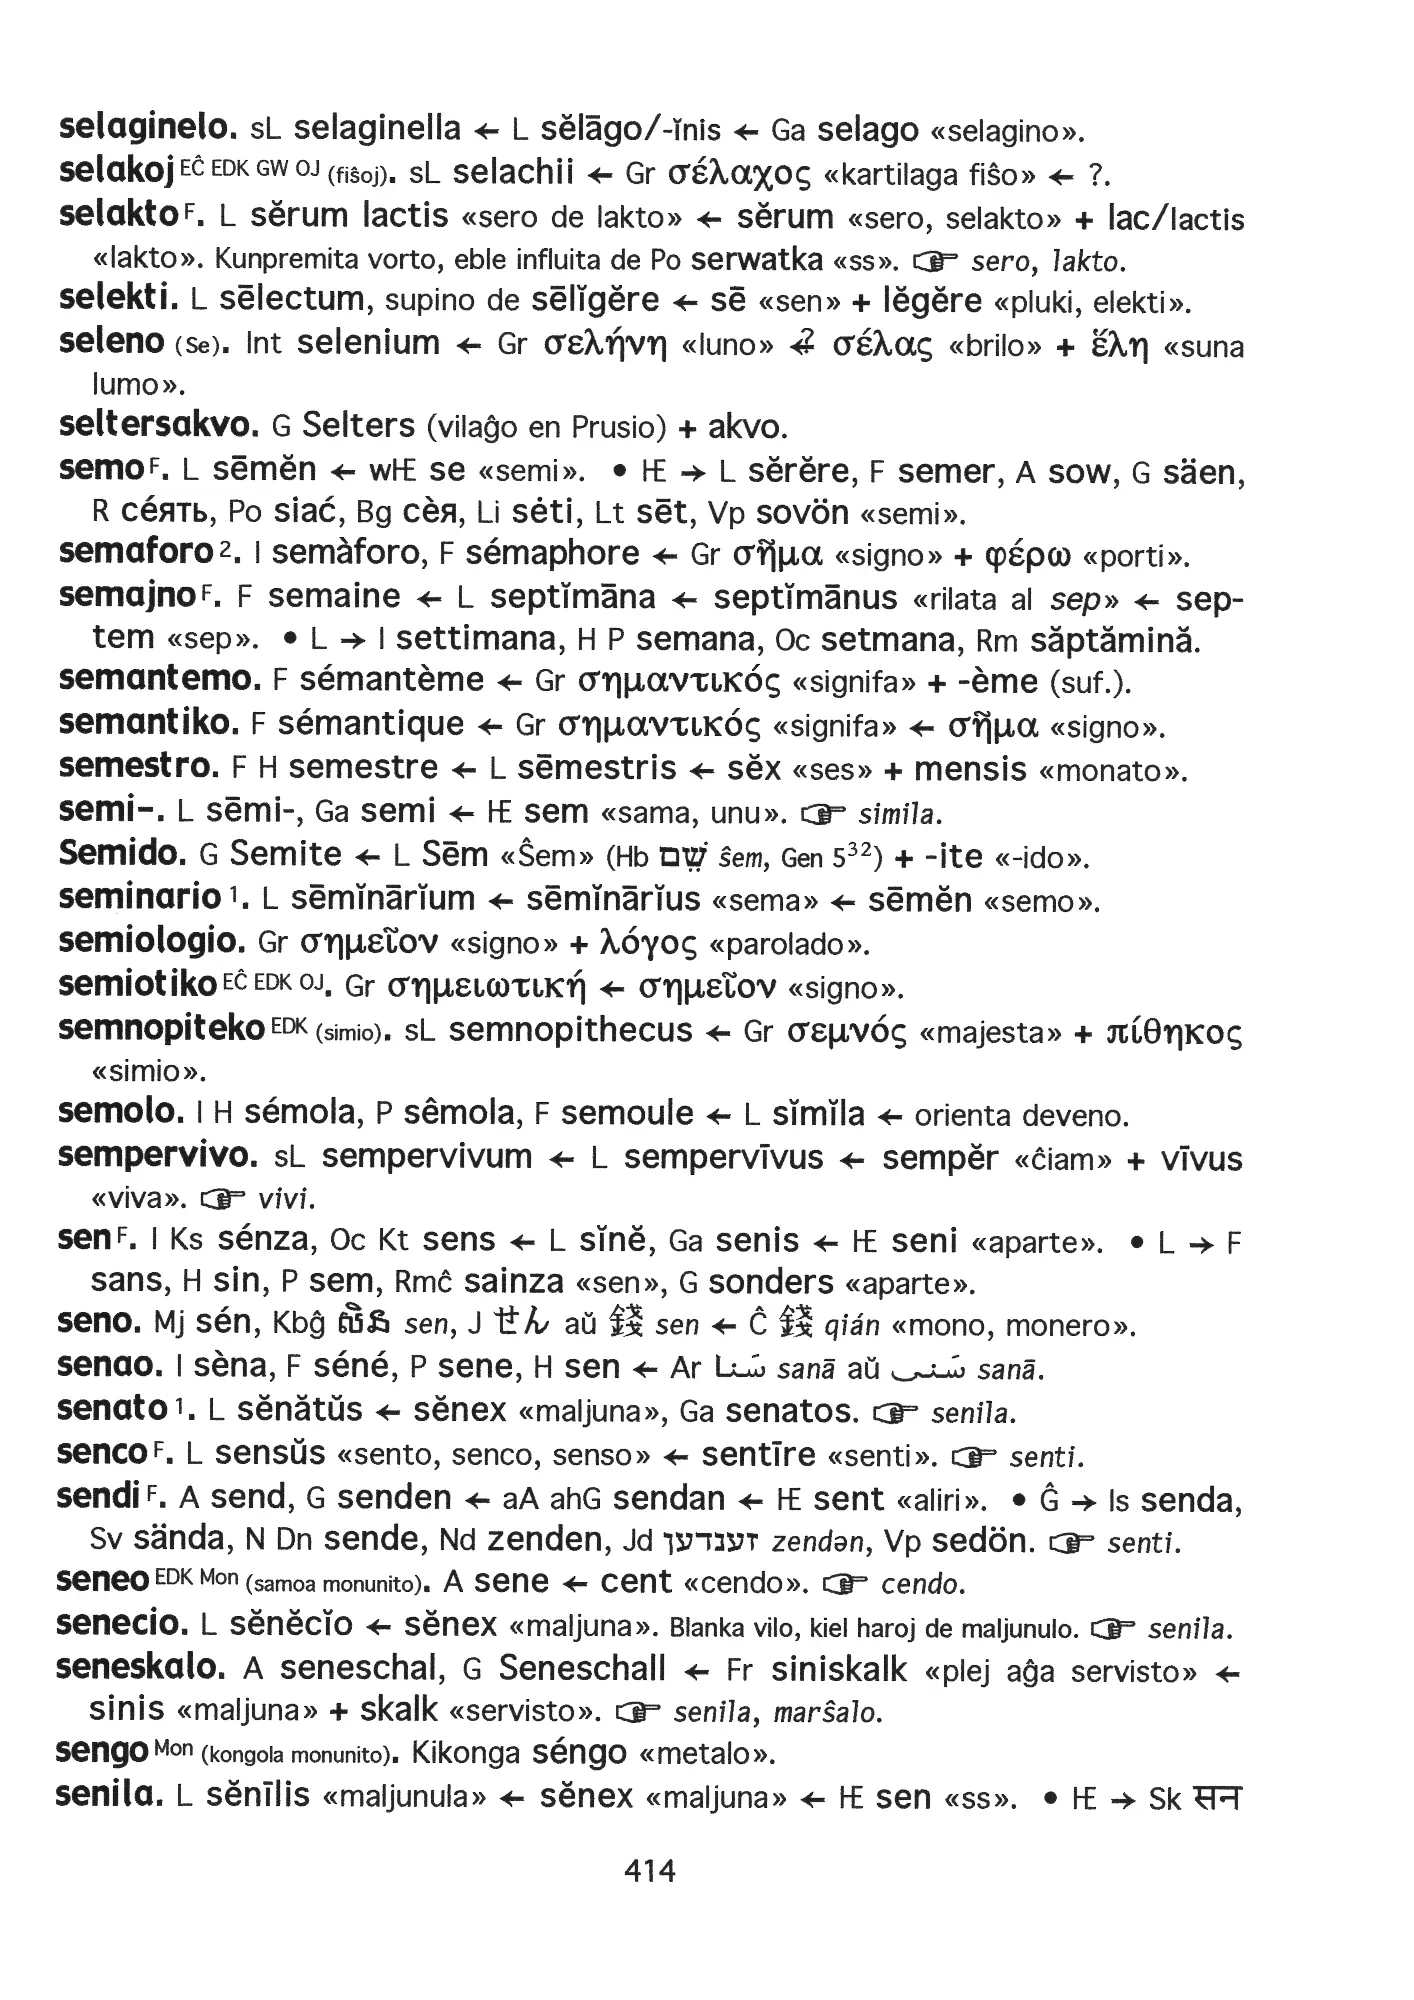 selaginelo. sL selaginella ← L sĕlāgo/-ĭnis ← Ga selago «selagino».
selakoj EĈ EDK GW OJ (fiŝoj). sL selachii ← Gr σέλαχος «kartilaga fiŝo» ← ?.
selakto F. L sĕrum lactis «sero de lakto» ← sĕrum «sero, selakto» + lac/lactis
«lakto». Kunpremita vorto, eble influita de Po serwatka «ss». ☞ sero, lakto.
selekti. L sēlectum, supino de sēlĭgĕre ← sē «sen» + lĕgĕre «pluki, elekti».
seleno (Se). Int selenium ← Gr σελήνη «luno» ←? σέλας «brilo» + ἕλη «suna
lumo».
seltersakvo. G Selters (vilaĝo en Prusio) + akvo.
semo F. L sēmĕn ← wIE se «semi». • IE → L sĕrĕre, F semer, A sow, G säen,
R се́ять, Po siać, Bg сѐя, Li sėti, Lt sēt, Vp sovön «semi».
semaforo 2. I semàforo, F sémaphore ← Gr σῆμα «signo» + φέρω «porti».
semajno F. F semaine ← L septĭmāna ← septĭmānus «rilata al sep» ← sep-
tem «sep». • L → I settimana, H P semana, Oc setmana, Rm săptămină.
semantemo. F sémantème ← Gr σημαντικός «signifa» + -ème (suf.).
semantiko. F sémantique ← Gr σημαντικός «signifa» ← σῆμα «signo».
semestro. F H semestre ← L sēmestris ← sĕx «ses» + mensis «monato».
semi-. L sēmi-, Ga semi ← IE sem «sama, unu». ☞ simila.
Semido. G Semite ← L Sēm «Ŝem» (Hb שֵׁם ŝem, Gen 5³²) + -ite «-ido».
seminario 1. L sēmĭnārĭum ← sēmĭnārĭus «sema» ← sēmĕn «semo».
semiologio. Gr σημεῖον «signo» + λόγος «parolado».
semiotiko EĈ EDK OJ. Gr σημειωτική ← σημεῖον «signo».
semnopiteko EDK (simio). sL semnopithecus ← Gr σεμνός «majesta» + πίθηκος
«simio».
semolo. I H sémola, P sêmola, F semoule ← L sĭmĭla ← orienta deveno.
sempervivo. sL sempervivum ← L sempervīvus ← sempĕr «ĉiam» + vīvus
«viva». ☞ vivi.
sen F. I Ks sénza, Oc Kt sens ← L sĭnĕ, Ga senis ← IE seni «aparte». • L → F
sans, H sin, P sem, Rmĉ sainza «sen», G sonders «aparte».
seno. Mj sén, Kbĝ សេន sen, J せん aŭ 錢 sen ← Ĉ 錢 qián «mono, monero».
senao. I sèna, F séné, P sene, H sen ← Ar سَنا sanā aŭ سَنى sanā.
senato 1. L sĕnātŭs ← sĕnex «maljuna», Ga senatos. ☞ senila.
senco F. L sensŭs «sento, senco, senso» ← sentīre «senti». ☞ senti.
sendi F. A send, G senden ← aA ahG sendan ← IE sent «aliri». • Ĝ → Is senda,
Sv sända, N Dn sende, Nd zenden, Jd זענדען zendən, Vp sedön. ☞ senti.
seneo EDK Mon (samoa monunito). A sene ← cent «cendo». ☞ cendo.
senecio. L sĕnĕcĭo ← sĕnex «maljuna». Blanka vilo, kiel haroj de maljunulo. ☞ senila.
seneskalo. A seneschal, G Seneschall ← Fr siniskalk «plej aĝa servisto» ←
sinis «maljuna» + skalk «servisto». ☞ senila, marŝalo.
sengo Mon (kongola monunito). Kikonga séngo «metalo».
senila. L sĕnīlis «maljunula» ← sĕnex «maljuna» ← IE sen «ss». • IE → Sk सन
414